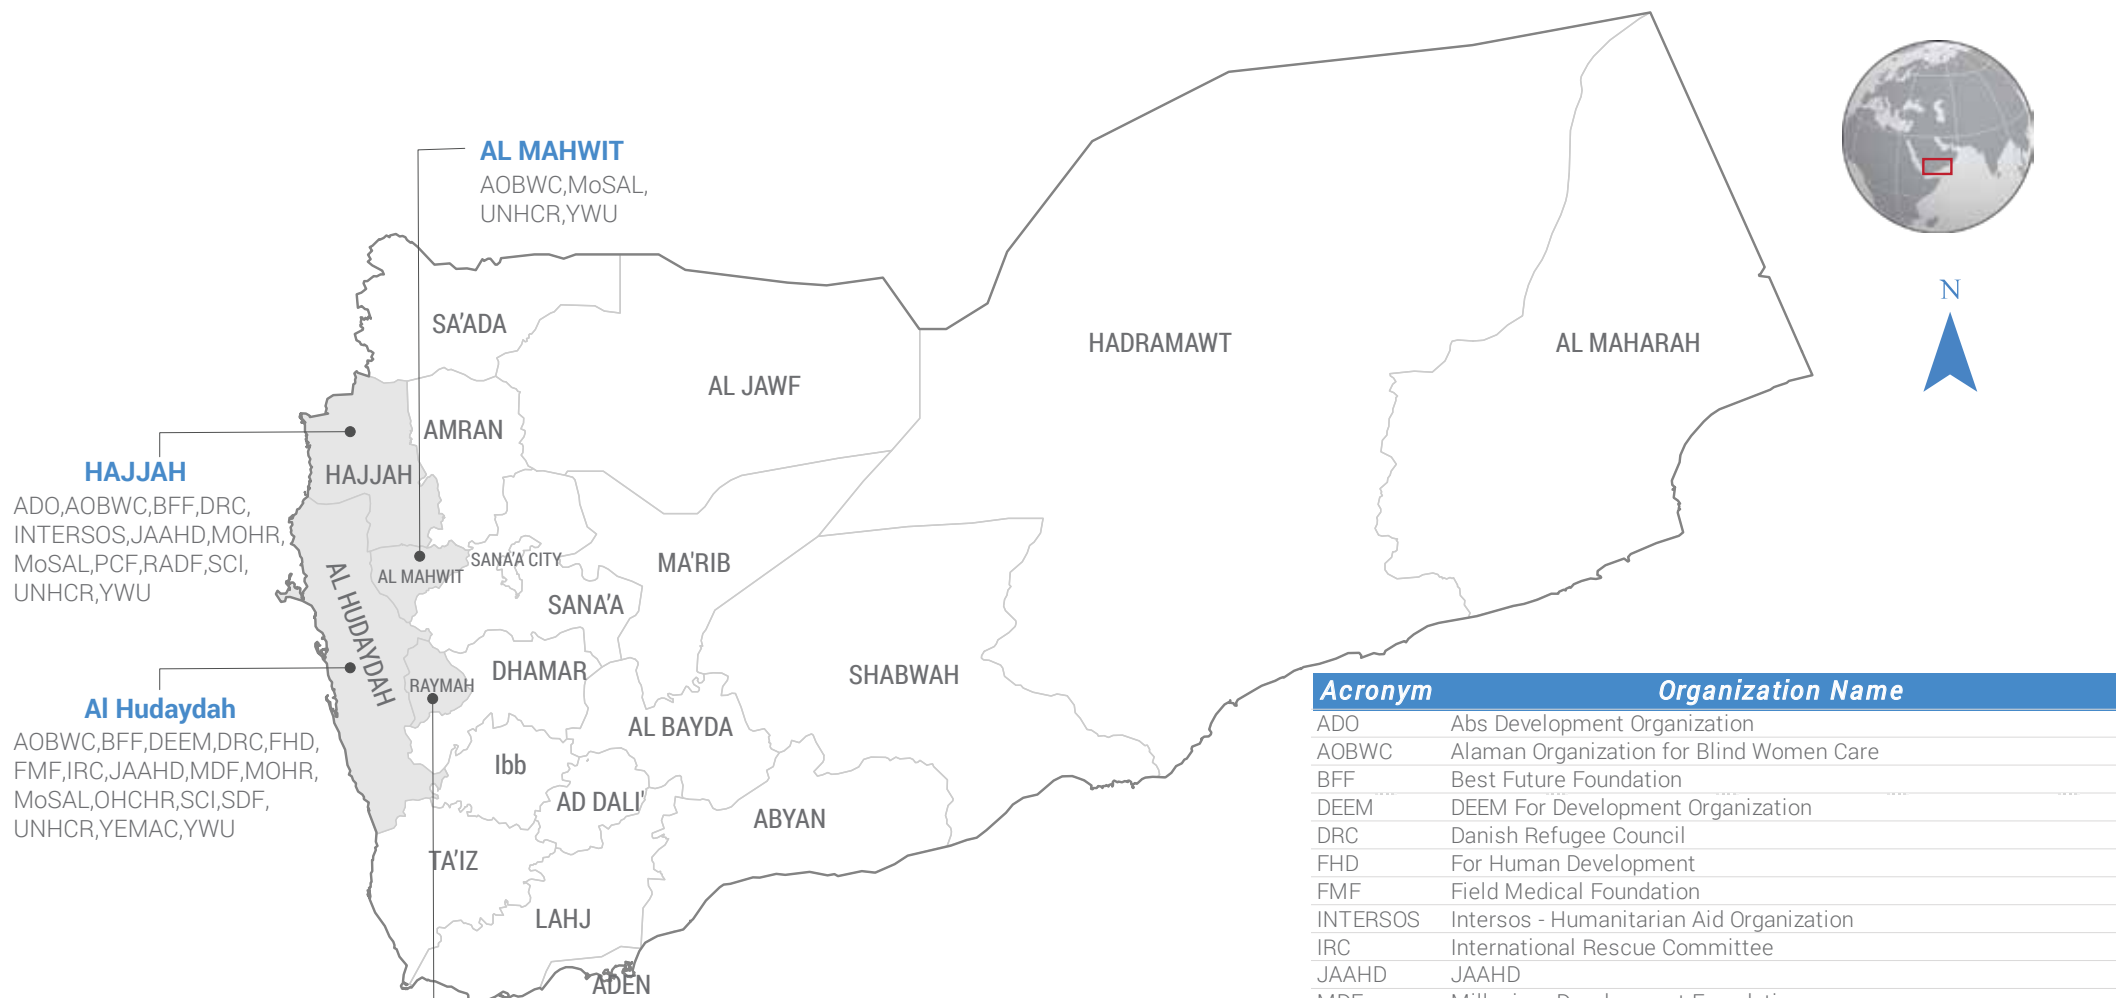 AL MAHWIT
AOBWC,MoSAL,
UNHCR,YWU
N
SA'ADA
HADRAMAWT
AL MAHARAH
AL JAWF
AMRAN
HAJJAH
HAJJAH
ADO,AOBWC,BFF,DRC,
INTERSOS,JAAHD,MOHR,
MoSAL,PCF,RADF,SCI,
UNHCR,YWU
SANA'A CITY
MA'RIB
AL MAHWIT
SANA'A
AL HUDAYDAH
DHAMAR
RAYMAH
SHABWAH
Al Hudaydah
AOBWC,BFF,DEEM,DRC,FHD,
FMF,IRC,JAAHD,MDF,MOHR,
MoSAL,OHCHR,SCI,SDF,
UNHCR,YEMAC,YWU
AL BAYDA
Ibb
AD DALI'
ABYAN
TA'IZ
LAHJ
ADEN
Acronym Organization Name
ADO Abs Development Organization
AOBWC Alaman Organization for Blind Women Care
BFF Best Future Foundation
DEEM DEEM For Development Organization
DRC Danish Refugee Council
FHD For Human Development
FMF Field Medical Foundation
INTERSOS Intersos - Humanitarian Aid Organization
IRC International Rescue Committee
JAAHD JAAHD